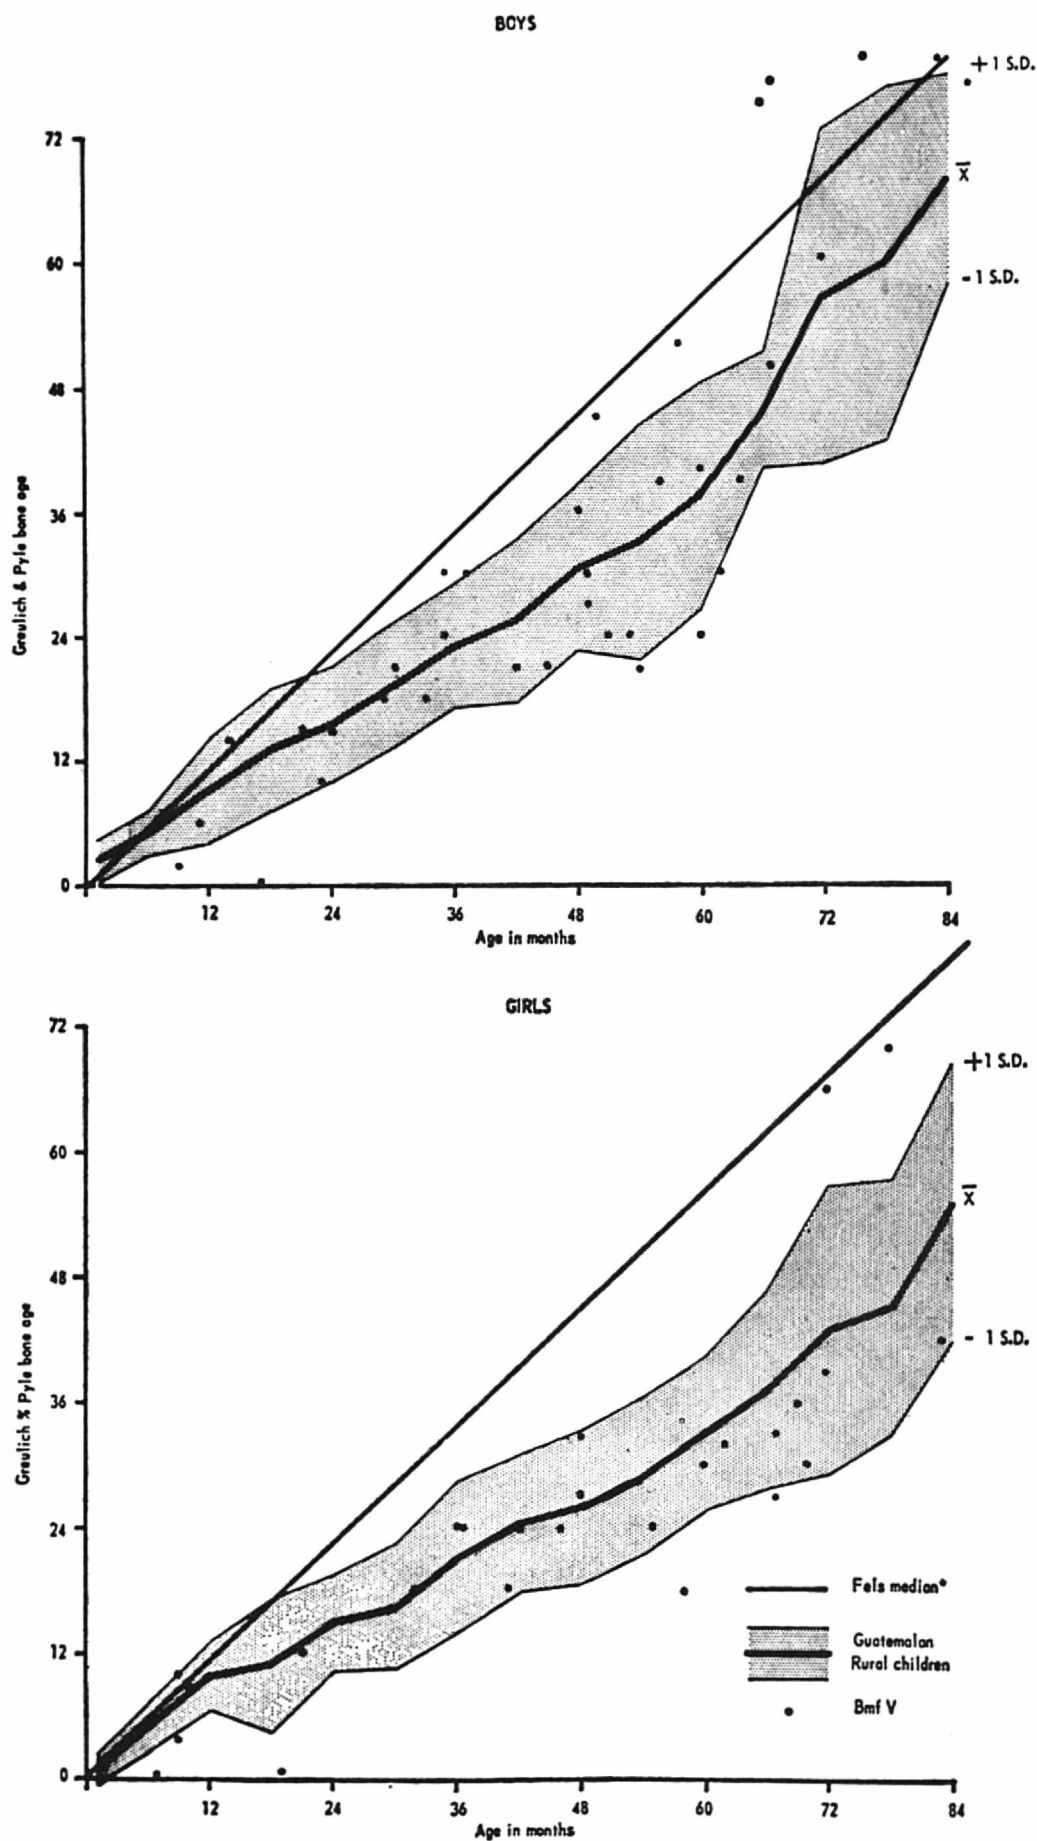 BOYS
+1 S.D.
72
x̄
60
-1 S.D.
48
Greulich & Pyle bone age
36
24
12
0
12 24 36 48 60 72 84
Age in months
GIRLS
72
+1 S.D.
60
x̄
48
- 1 S.D.
Greulich % Pyle bone age
36
24
Fels median*
Guatemalan
Rural children
12
Bmf V
0
12 24 36 48 60 72 84
Age in months